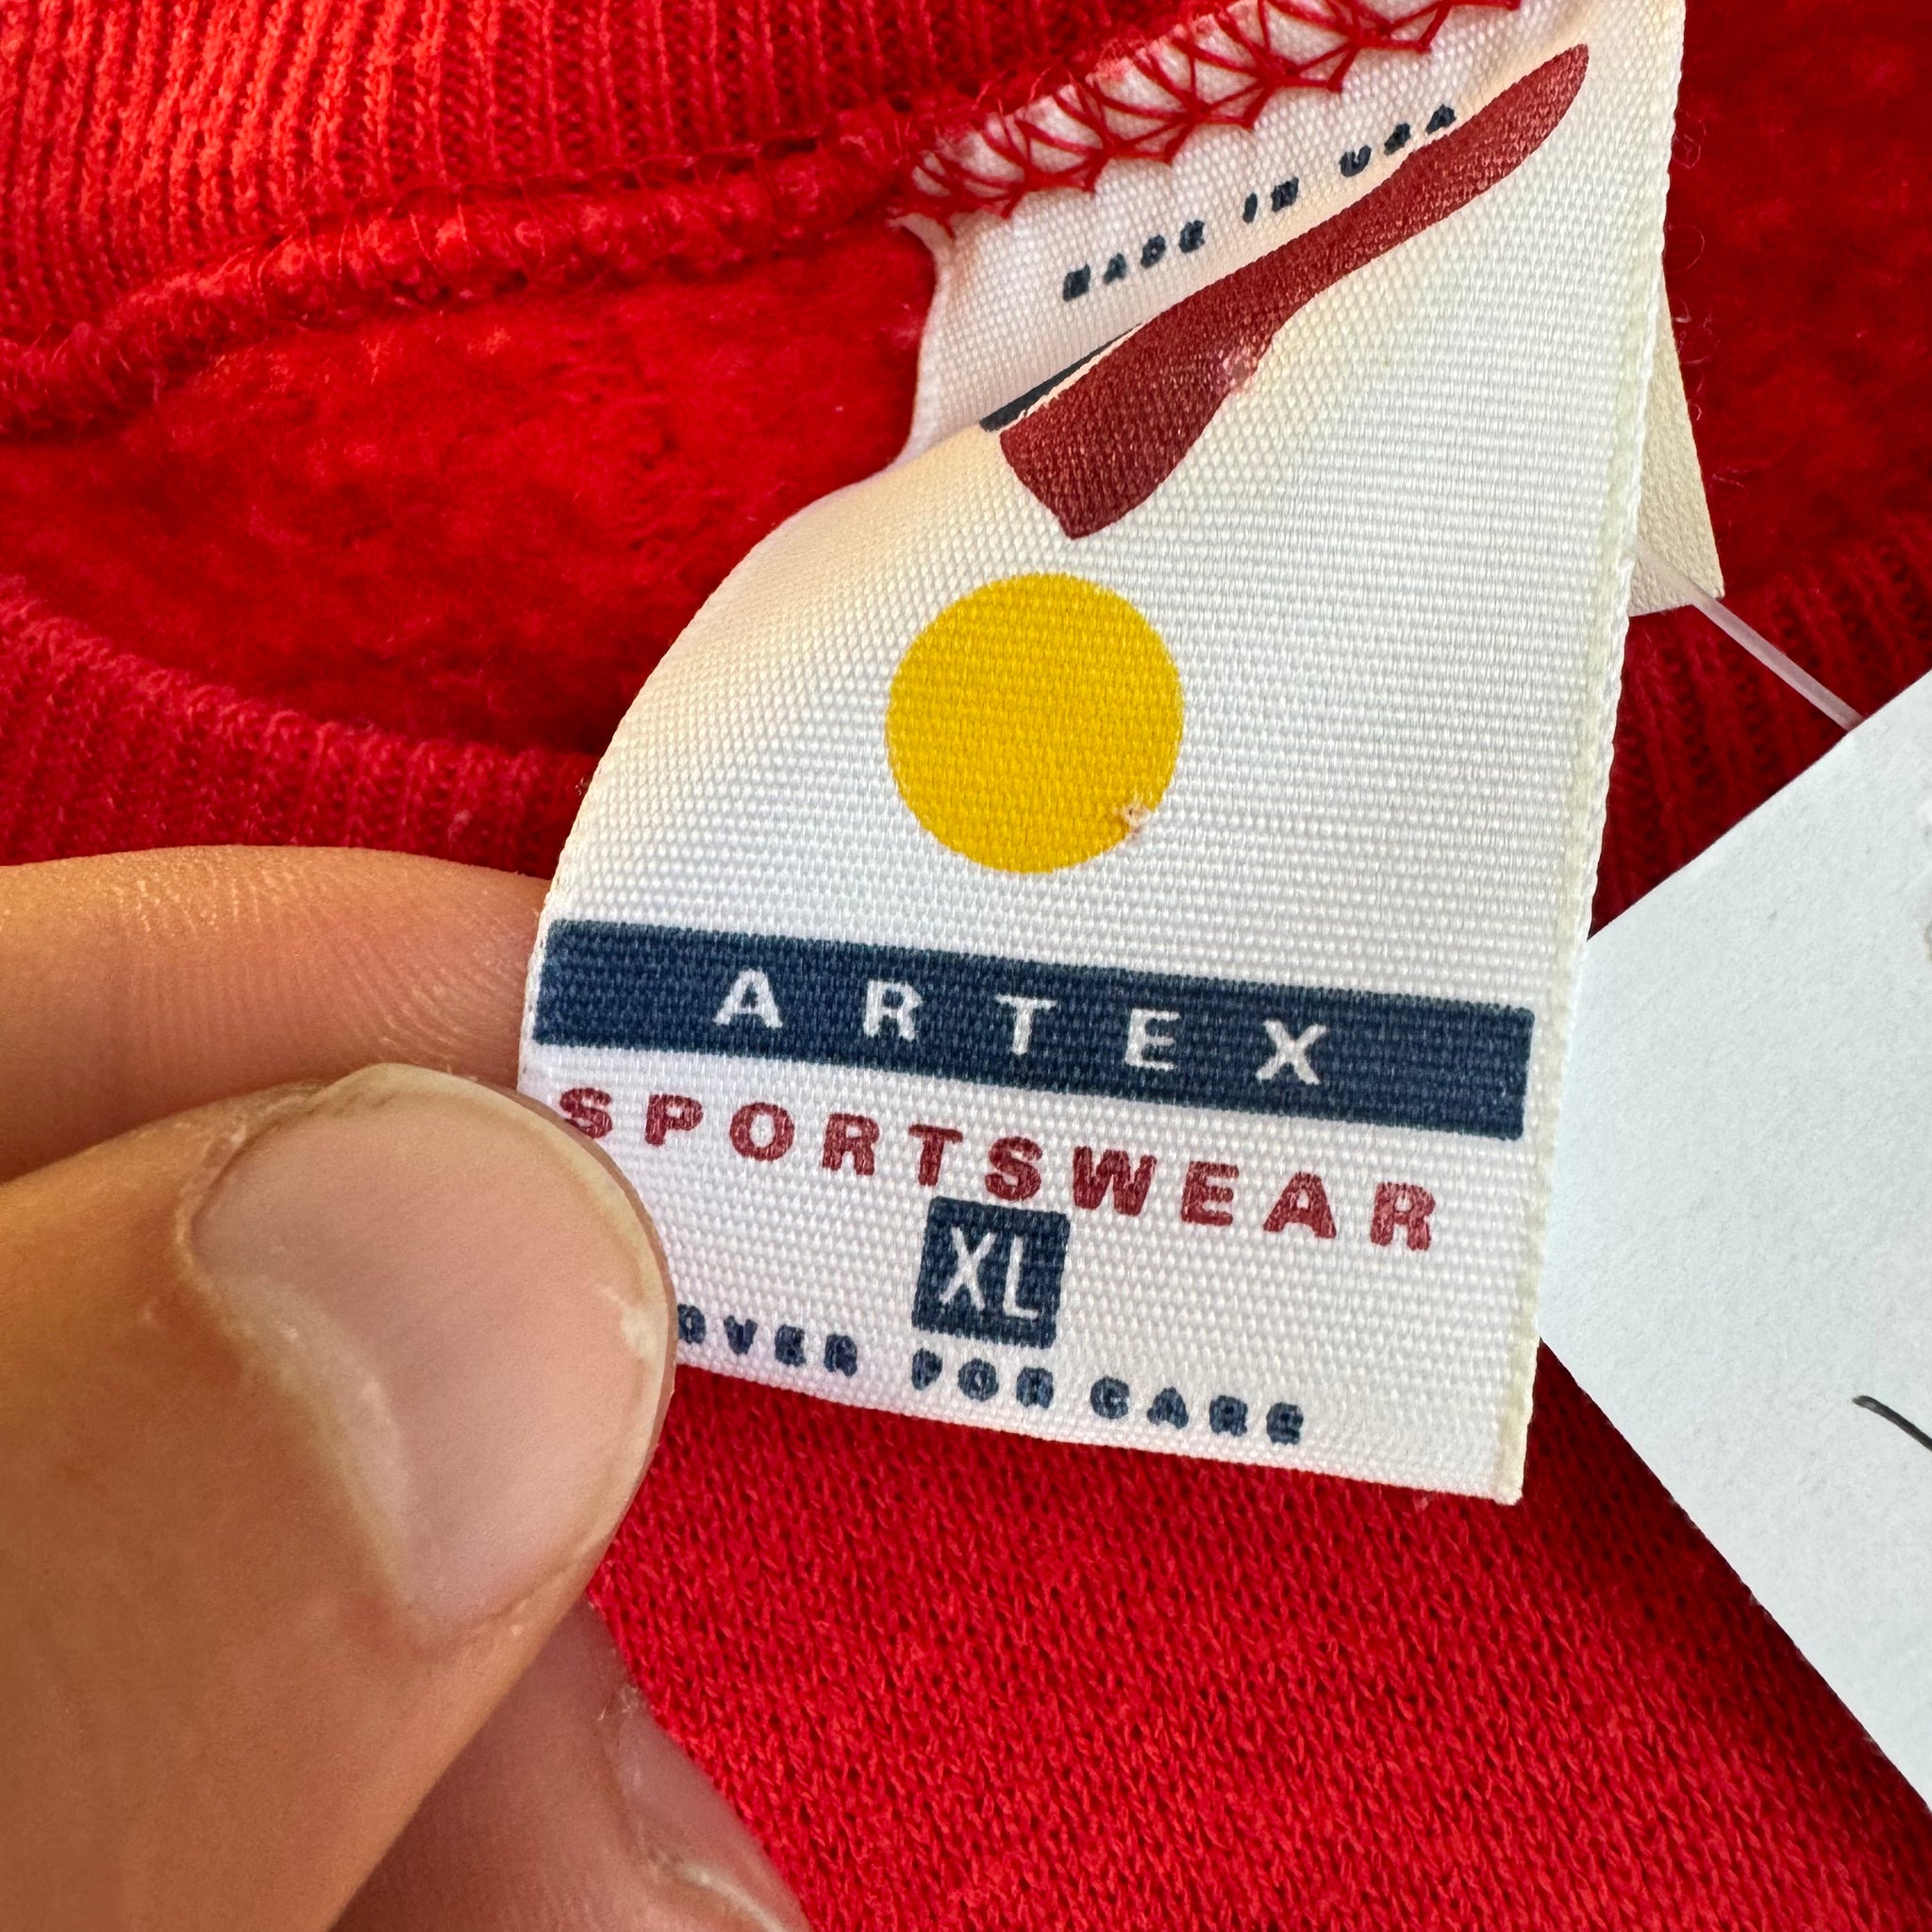 MADE IN USA
ARTEX
SPORTSWEAR
XL
OVER FOR CARE